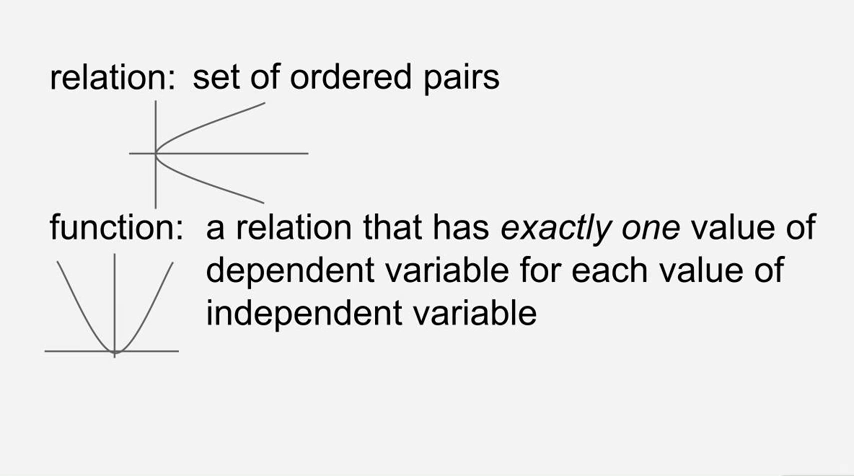 relation: set of ordered pairs
function: a relation that has exactly one value of
dependent variable for each value of
independent variable